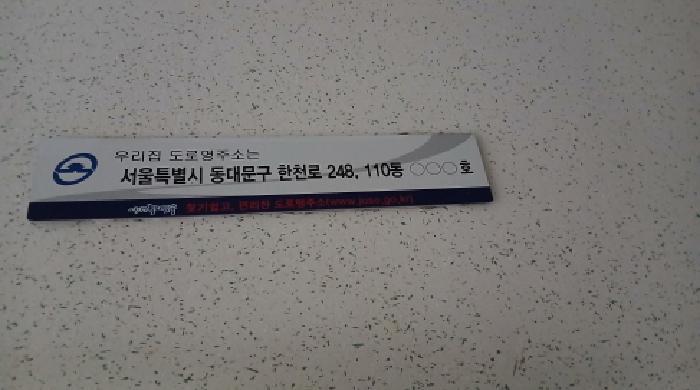 우리집 도로명주소는
서울특별시 동대문구 한천로 248, 110동 ○○○호
찾기쉽고, 편리한 도로명주소(www.juso.go.kr)